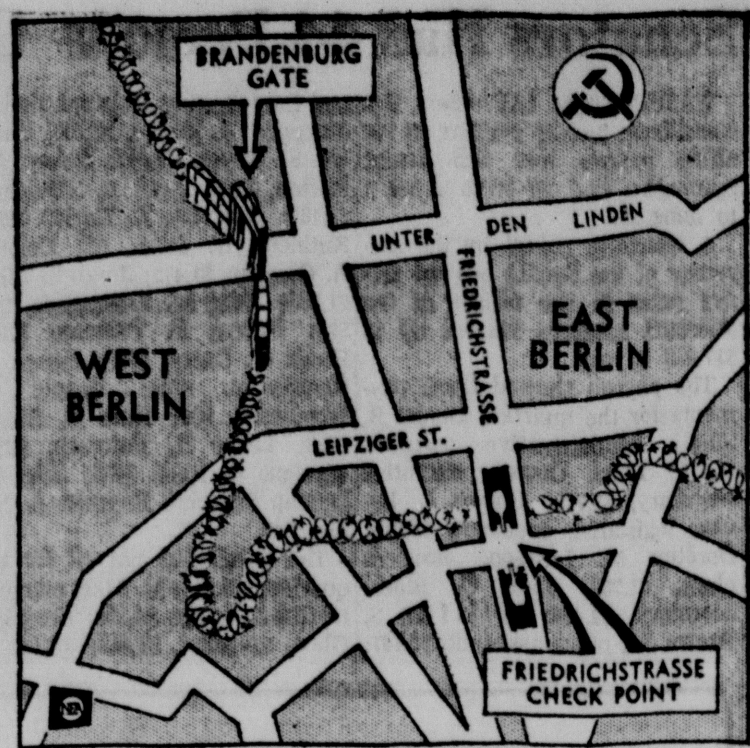 BRANDENBURG
GATE
UNTER DEN LINDEN
FRIEDRICHSTRASSE
EAST
BERLIN
WEST
BERLIN
LEIPZIGER ST.
FRIEDRICHSTRASSE
CHECK POINT
NEA